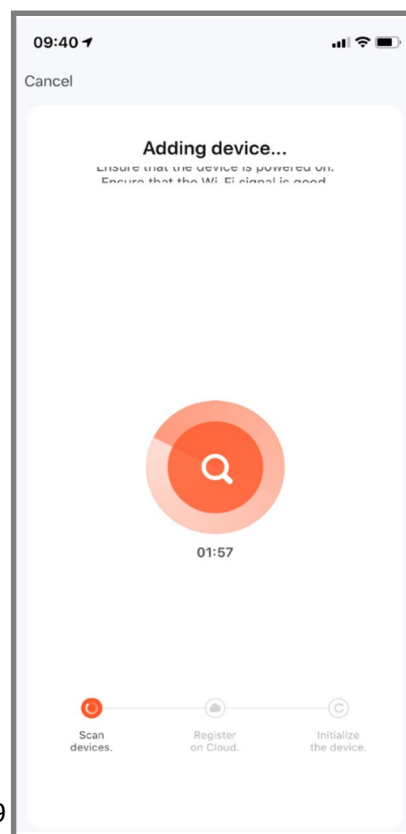 09:40
Cancel
Adding device...
Ensure that the device is powered on.
Ensure that the Wi-Fi signal is good.
01:57
Scan
devices.
Register
on Cloud.
Initialize
the device.
9